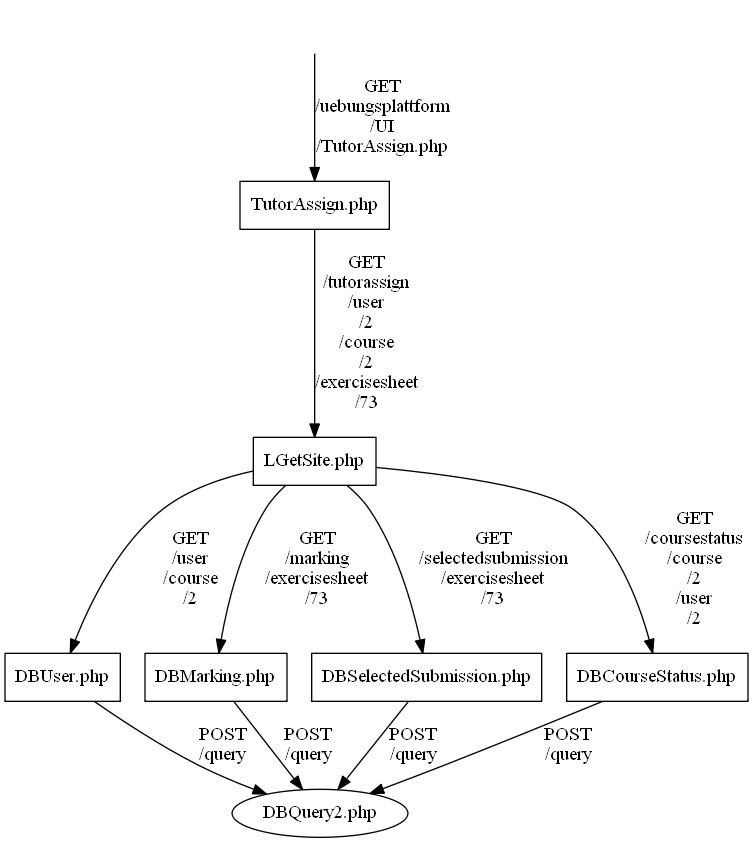 GET
/uebungsplattform
/UI
/TutorAssign.php
TutorAssign.php
GET
/tutorassign
/user
/2
/course
/2
/exercisesheet
/73
LGetSite.php
GET
/user
/course
/2
GET
/marking
/exercisesheet
/73
GET
/selectedsubmission
/exercisesheet
/73
GET
/coursestatus
/course
/2
/user
/2
DBUser.php
DBMarking.php
DBSelectedSubmission.php
DBCourseStatus.php
POST
/query
POST
/query
POST
/query
POST
/query
DBQuery2.php